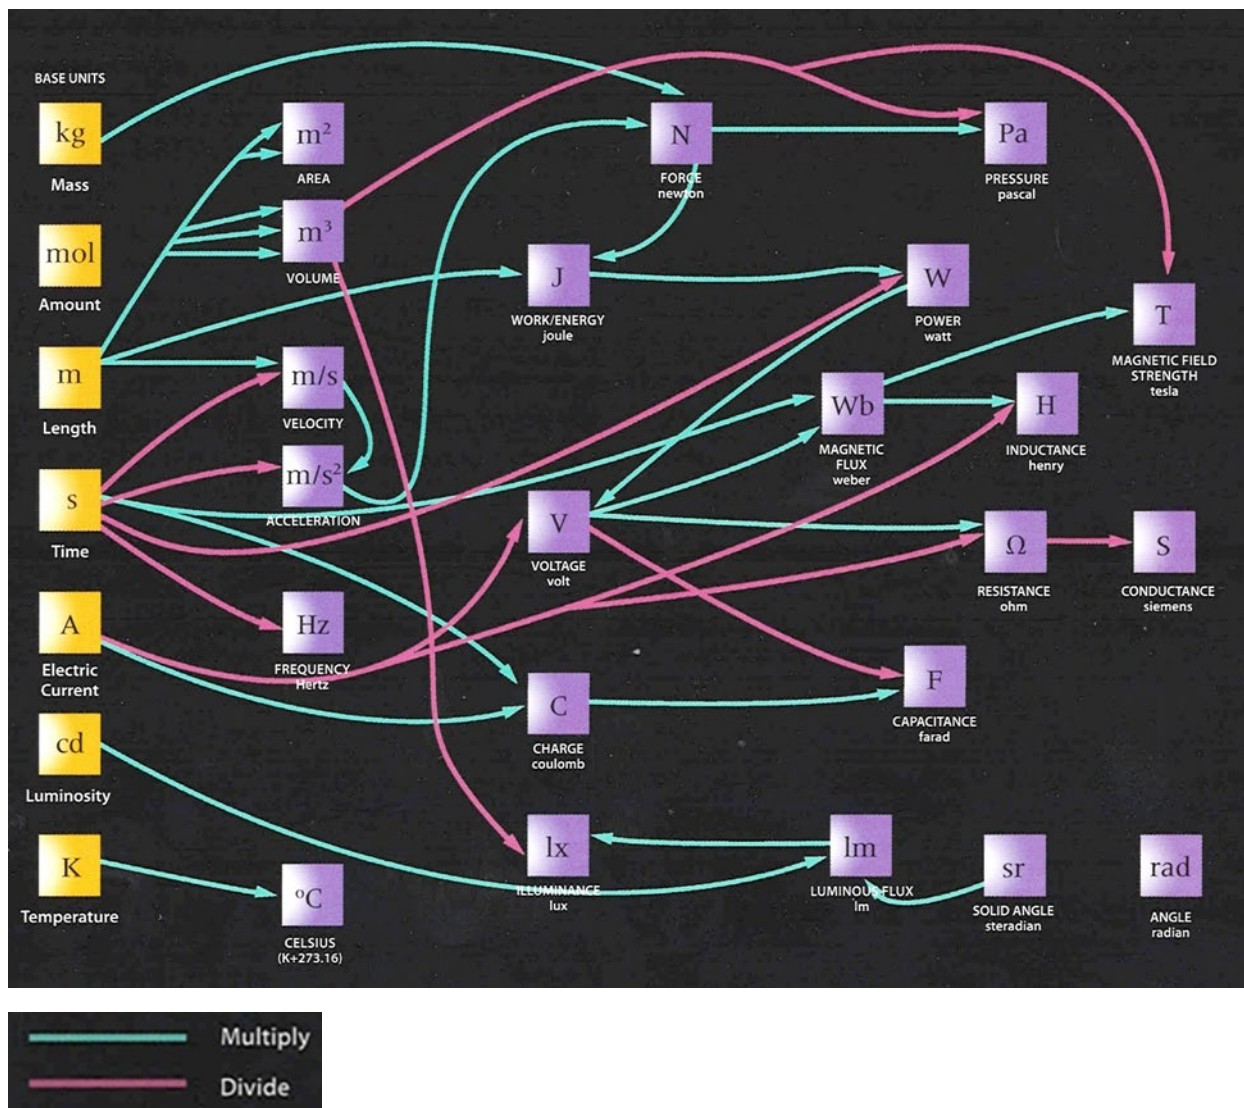 BASE UNITS
kg
Mass
mol
Amount
m
Length
s
Time
A
Electric
Current
cd
Luminosity
K
Temperature
m²
AREA
m³
VOLUME
m/s
VELOCITY
m/s²
ACCELERATION
Hz
FREQUENCY
Hertz
ºC
CELSIUS
(K+273.16)
N
FORCE
newton
J
WORK/ENERGY
joule
V
VOLTAGE
volt
C
CHARGE
coulomb
lx
ILLUMINANCE
lux
Pa
PRESSURE
pascal
W
POWER
watt
Wb
MAGNETIC
FLUX
weber
H
INDUCTANCE
henry
T
MAGNETIC FIELD
STRENGTH
tesla
Ω
RESISTANCE
ohm
S
CONDUCTANCE
siemens
F
CAPACITANCE
farad
lm
LUMINOUS FLUX
lm
sr
SOLID ANGLE
steradian
rad
ANGLE
radian
Multiply
Divide